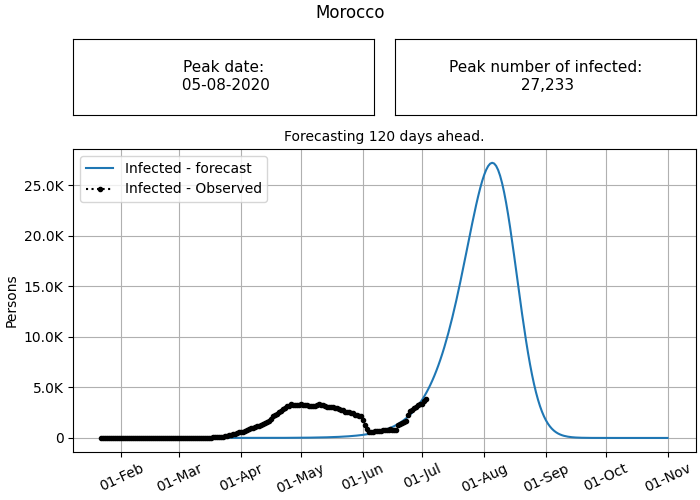 Morocco
Peak date:
05-08-2020
Peak number of infected:
27,233
Forecasting 120 days ahead.
Infected - forecast
Infected - Observed
Persons
25.0K
20.0K
15.0K
10.0K
5.0K
0
01-Feb
01-Mar
01-Apr
01-May
01-Jun
01-Jul
01-Aug
01-Sep
01-Oct
01-Nov